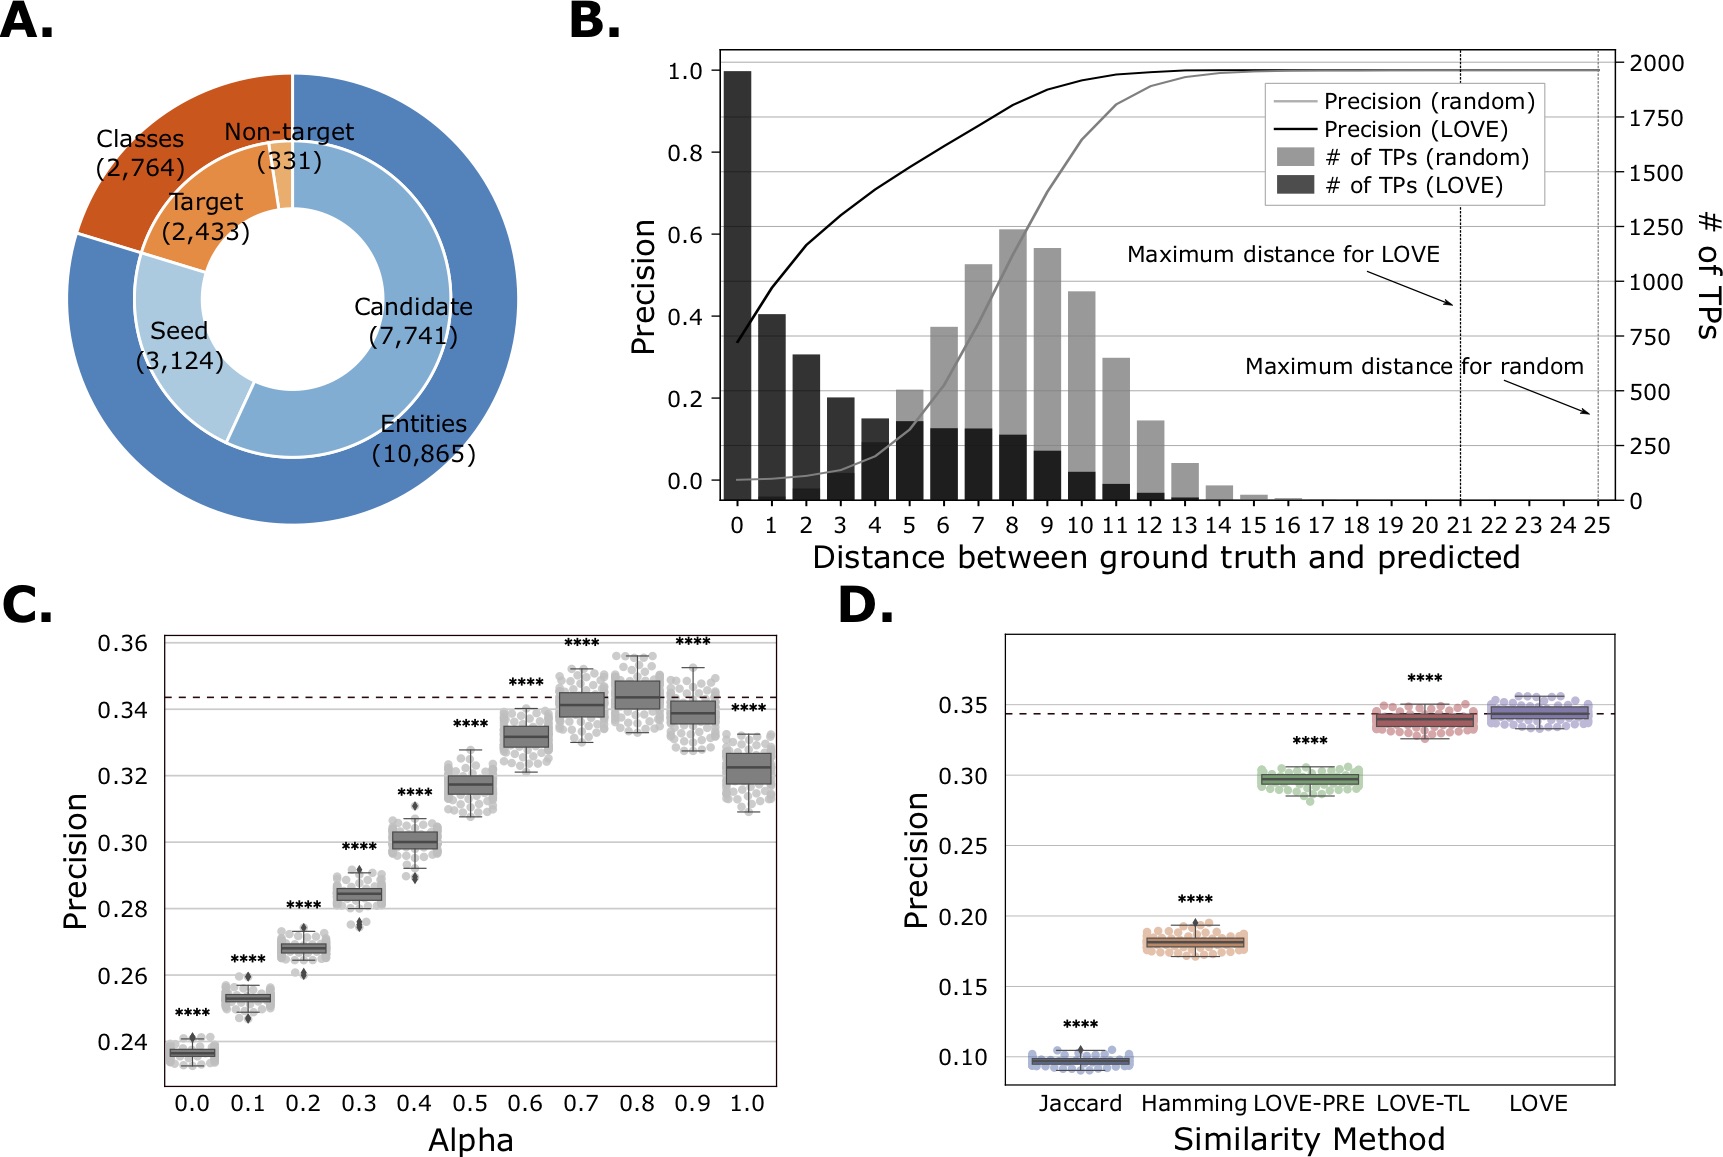 A.
Classes
(2,764)
Non-target
(331)
Target
(2,433)
Candidate
(7,741)
Seed
(3,124)
Entities
(10,865)
B.
Precision
1.0
0.8
0.6
0.4
0.2
0.0
2000
1750
1500
1250
1000
750
500
250
0
# of TPs
Precision (random)
Precision (LOVE)
# of TPs (random)
# of TPs (LOVE)
Maximum distance for LOVE
Maximum distance for random
0 1 2 3 4 5 6 7 8 9 10 11 12 13 14 15 16 17 18 19 20 21 22 23 24 25
Distance between ground truth and predicted
C.
Precision
0.36
0.34
0.32
0.30
0.28
0.26
0.24
**** **** **** **** **** **** **** **** **** ****
0.0 0.1 0.2 0.3 0.4 0.5 0.6 0.7 0.8 0.9 1.0
Alpha
D.
Precision
0.35
0.30
0.25
0.20
0.15
0.10
**** **** **** ****
Jaccard Hamming LOVE-PRE LOVE-TL LOVE
Similarity Method